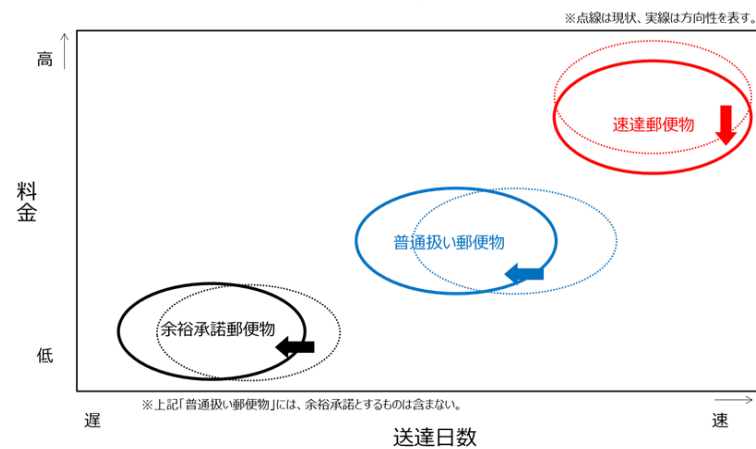 ※点線は現状、実線は方向性を表す。
高
速達郵便物
料金
普通扱い郵便物
余裕承諾郵便物
低
※上記「普通扱い郵便物」には、余裕承諾とするものは含まない。
遅
速
送達日数